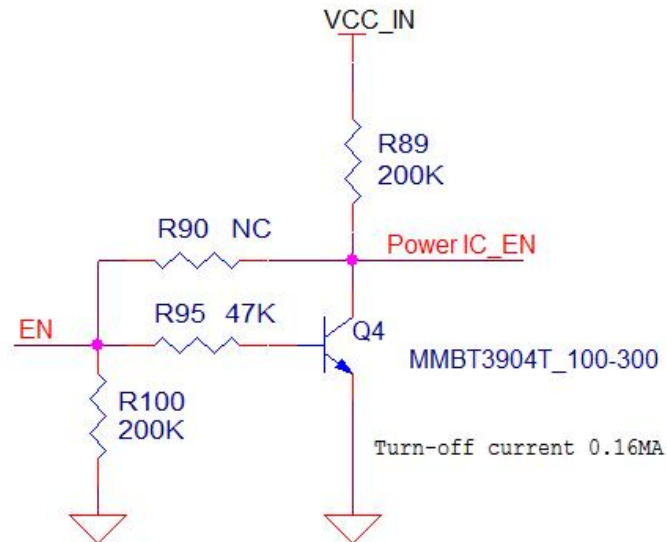 VCC_IN
R89
200K
R90 NC
Power IC_EN
R95 47K
EN
Q4
MMBT3904T_100-300
R100
200K
Turn-off current 0.16MA